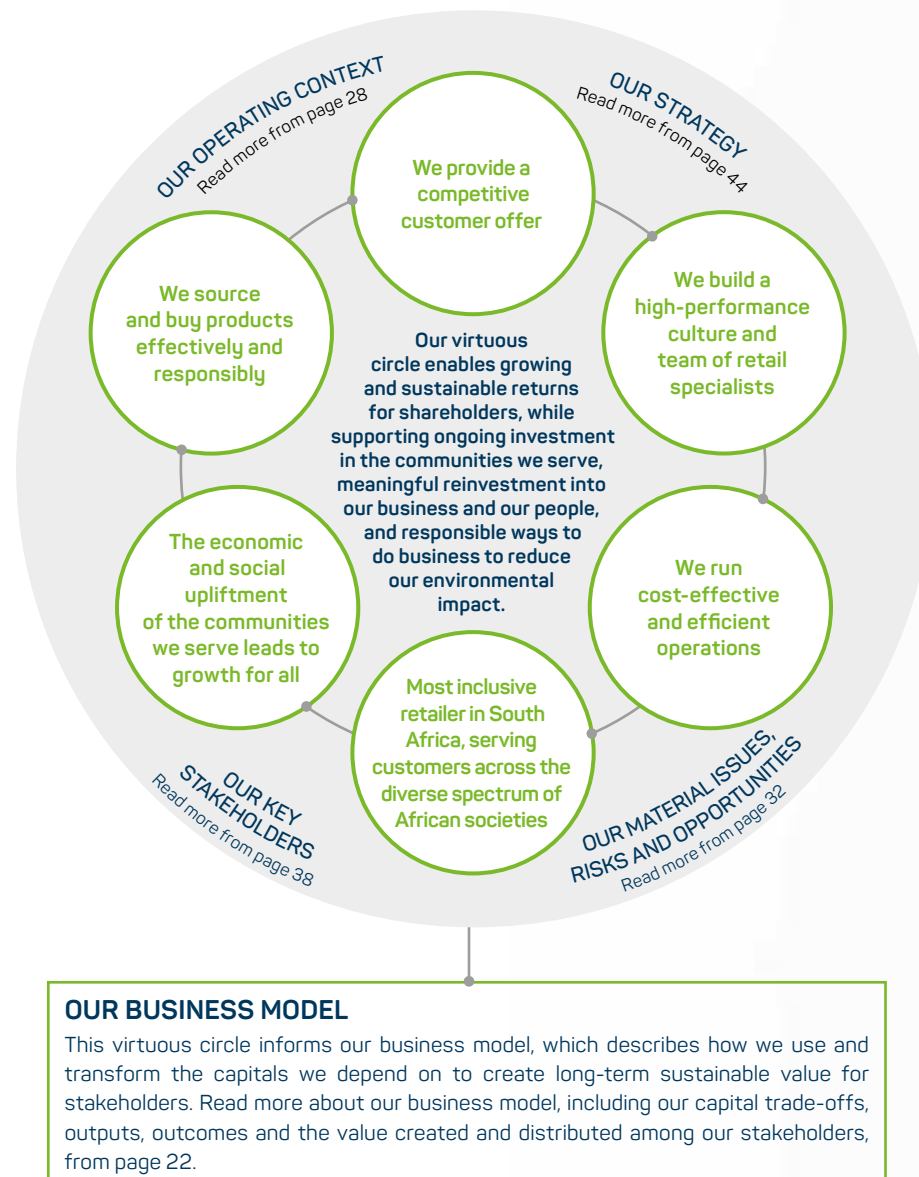 OUR OPERATING CONTEXT
Read more from page 28
OUR STRATEGY
Read more from page 44
We provide a
competitive
customer offer
We source
and buy products
effectively and
responsibly
We build a
high-performance
culture and
team of retail
specialists
Our virtuous
circle enables growing
and sustainable returns
for shareholders, while
supporting ongoing investment
in the communities we serve,
meaningful reinvestment into
our business and our people,
and responsible ways to
do business to reduce
our environmental
impact.
The economic
and social
upliftment
of the communities
we serve leads to
growth for all
We run
cost-effective
and efficient
operations
Most inclusive
retailer in South
Africa, serving
customers across the
diverse spectrum of
African societies
OUR KEY
STAKEHOLDERS
Read more from page 38
OUR MATERIAL ISSUES,
RISKS AND OPPORTUNITIES
Read more from page 32
OUR BUSINESS MODEL
This virtuous circle informs our business model, which describes how we use and
transform the capitals we depend on to create long-term sustainable value for
stakeholders. Read more about our business model, including our capital trade-offs,
outputs, outcomes and the value created and distributed among our stakeholders,
from page 22.